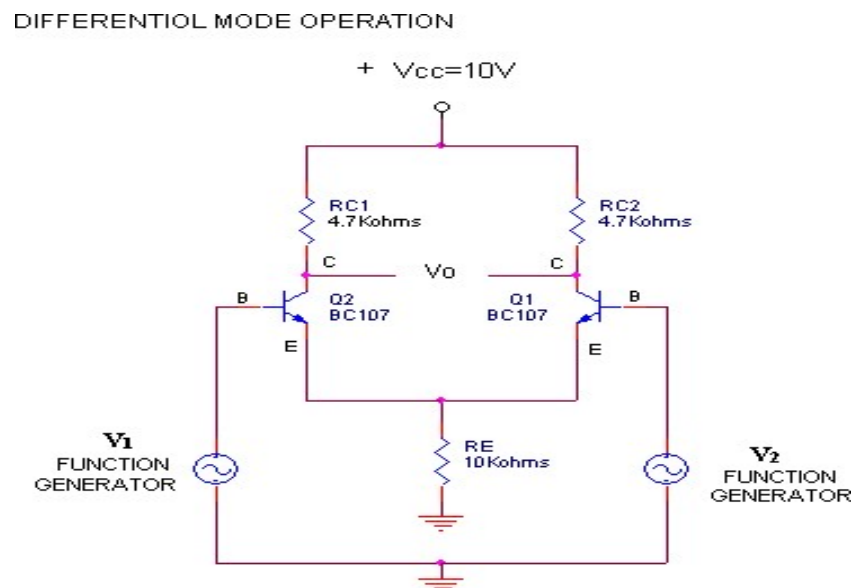 DIFFERENTIOL MODE OPERATION
+ Vcc=10V
RC1
4.7Kohms
RC2
4.7Kohms
C
Vo
C
B
Q2
BC107
Q1
BC107
B
E
E
V1
FUNCTION
GENERATOR
RE
10Kohms
V2
FUNCTION
GENERATOR